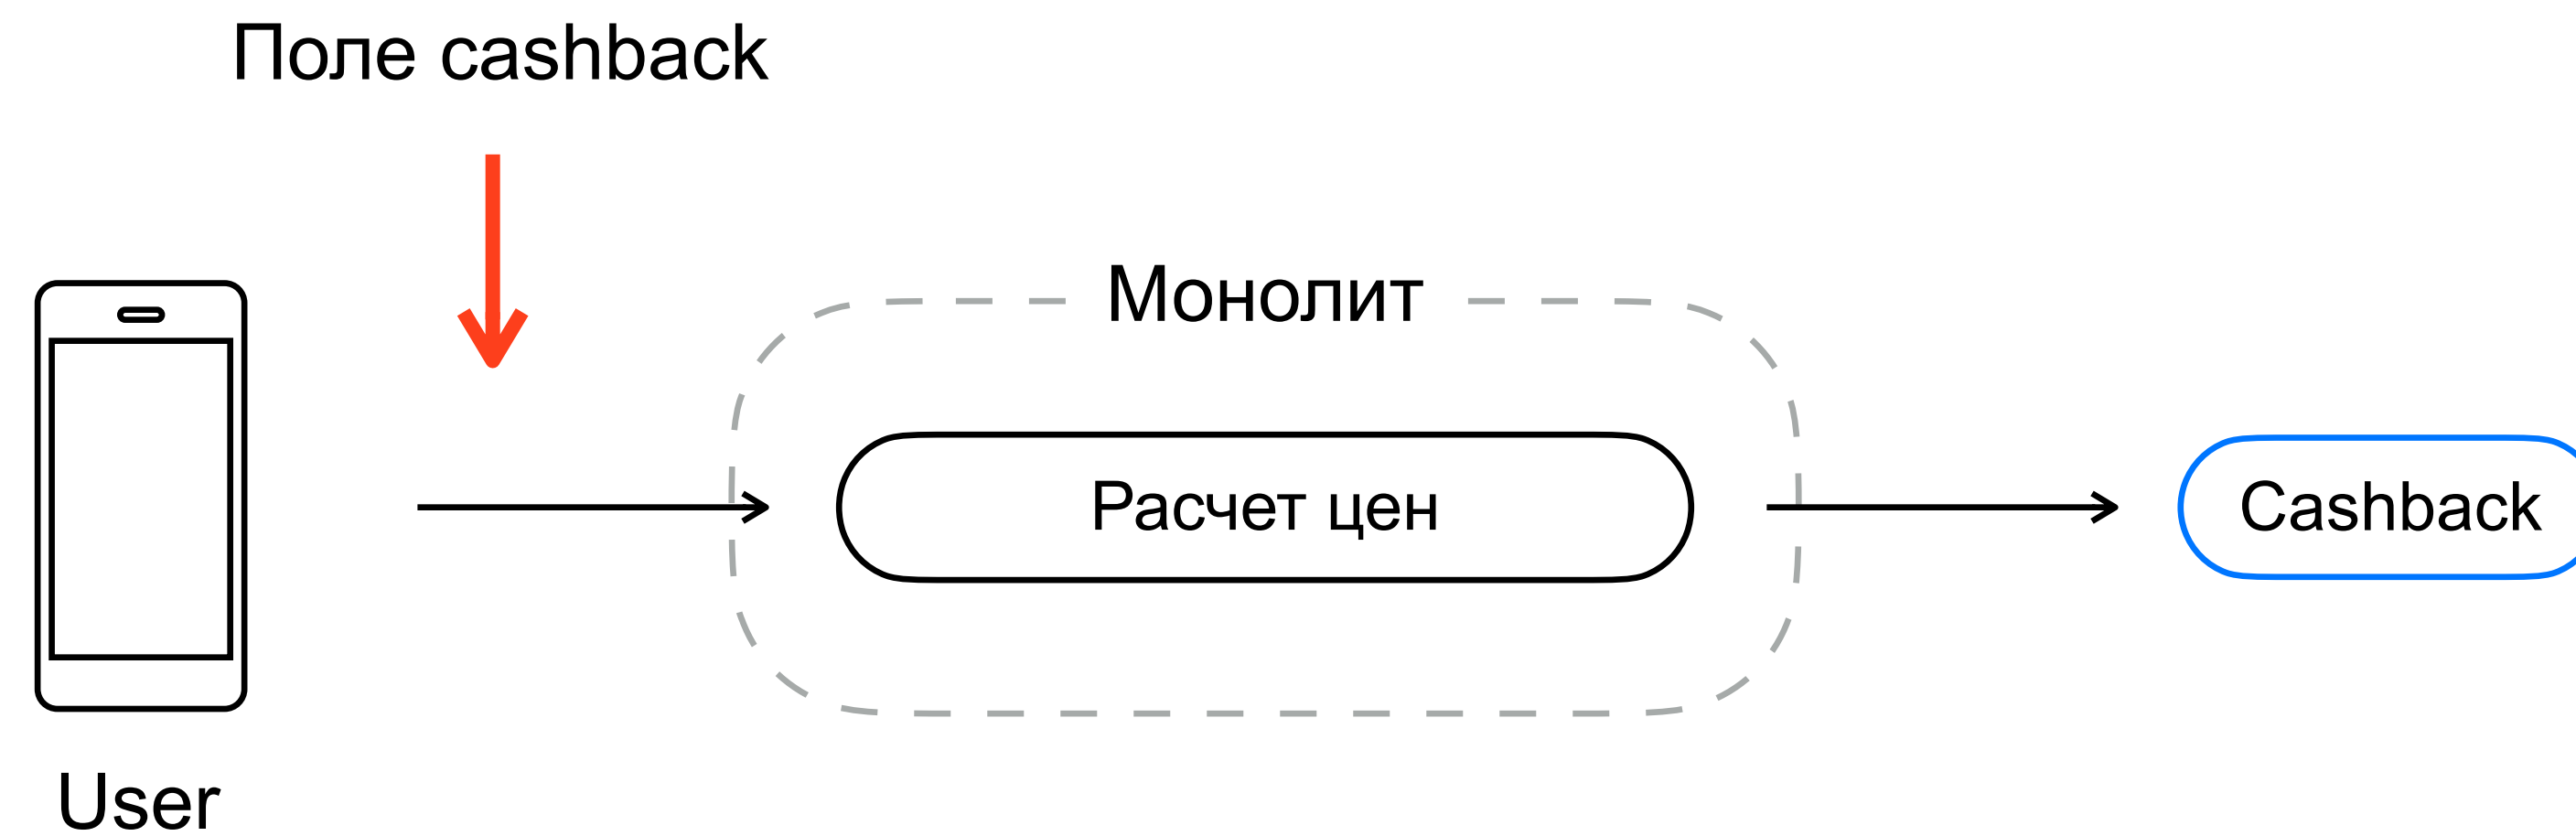 Поле cashback
Монолит
Расчет цен
Cashback
User